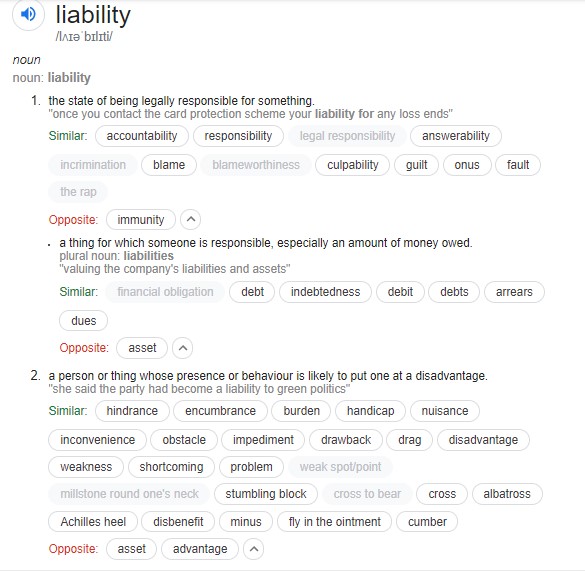 liability
/lʌɪəˈbɪlɪti/
noun
noun: liability
1. the state of being legally responsible for something.
"once you contact the card protection scheme your liability for any loss ends"
Similar: accountability responsibility legal responsibility answerability
incrimination blame blameworthiness culpability guilt onus fault
the rap
Opposite: immunity
• a thing for which someone is responsible, especially an amount of money owed.
plural noun: liabilities
"valuing the company's liabilities and assets"
Similar: financial obligation debt indebtedness debit debts arrears
dues
Opposite: asset
2. a person or thing whose presence or behaviour is likely to put one at a disadvantage.
"she said the party had become a liability to green politics"
Similar: hindrance encumbrance burden handicap nuisance
inconvenience obstacle impediment drawback drag disadvantage
weakness shortcoming problem weak spot/point
millstone round one's neck stumbling block cross to bear cross albatross
Achilles heel disbenefit minus fly in the ointment cumber
Opposite: asset advantage